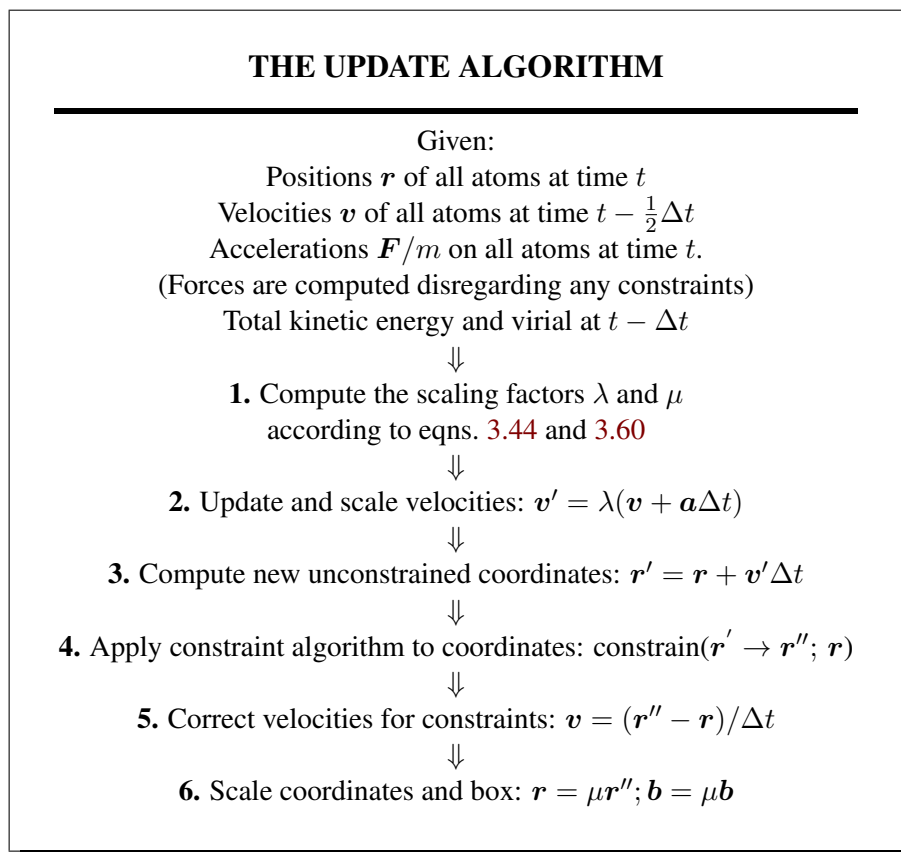 THE UPDATE ALGORITHM
Given:
Positions r of all atoms at time t
Velocities v of all atoms at time t − ½Δt
Accelerations F/m on all atoms at time t.
(Forces are computed disregarding any constraints)
Total kinetic energy and virial at t − Δt
⇓
1. Compute the scaling factors λ and μ
according to eqns. 3.44 and 3.60
⇓
2. Update and scale velocities: v′ = λ(v + aΔt)
⇓
3. Compute new unconstrained coordinates: r′ = r + v′Δt
⇓
4. Apply constraint algorithm to coordinates: constrain(r′ → r″; r)
⇓
5. Correct velocities for constraints: v = (r″ − r)/Δt
⇓
6. Scale coordinates and box: r = μr″; b = μb